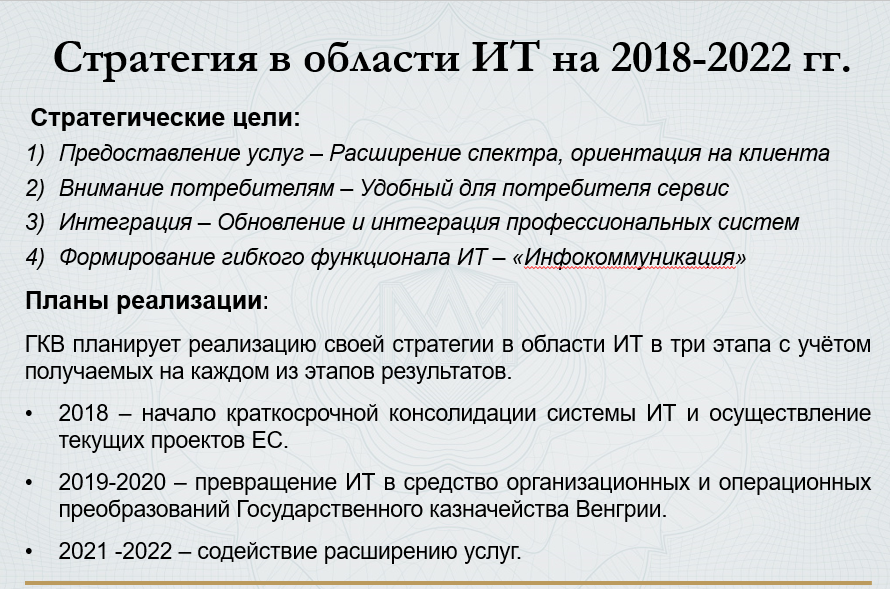 Стратегия в области ИТ на 2018-2022 гг.
Стратегические цели:
1) Предоставление услуг – Расширение спектра, ориентация на клиента
2) Внимание потребителям – Удобный для потребителя сервис
3) Интеграция – Обновление и интеграция профессиональных систем
4) Формирование гибкого функционала ИТ – «Инфокоммуникация»
Планы реализации:
ГКВ планирует реализацию своей стратегии в области ИТ в три этапа с учётом
получаемых на каждом из этапов результатов.
• 2018 – начало краткосрочной консолидации системы ИТ и осуществление
текущих проектов ЕС.
• 2019-2020 – превращение ИТ в средство организационных и операционных
преобразований Государственного казначейства Венгрии.
• 2021 -2022 – содействие расширению услуг.